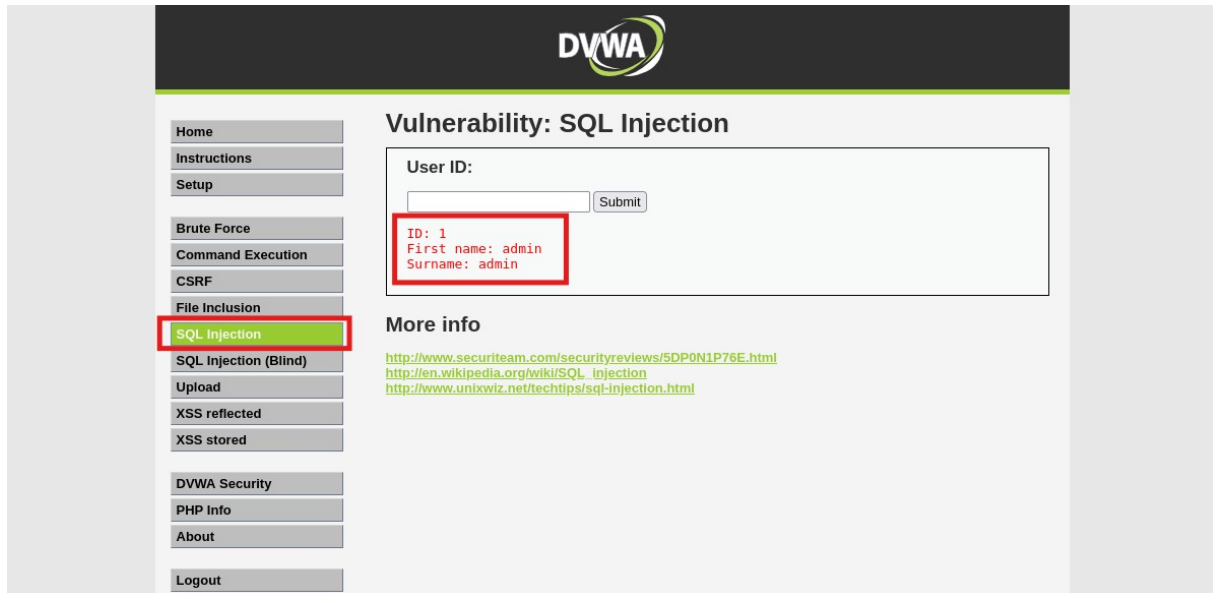 DVWA
Home
Instructions
Setup
Brute Force
Command Execution
CSRF
File Inclusion
SQL Injection
SQL Injection (Blind)
Upload
XSS reflected
XSS stored
DVWA Security
PHP Info
About
Logout
Vulnerability: SQL Injection
User ID:
Submit
ID: 1
First name: admin
Surname: admin
More info
http://www.securiteam.com/securityreviews/5DP0N1P76E.html
http://en.wikipedia.org/wiki/SQL_injection
http://www.unixwiz.net/techtips/sql-injection.html